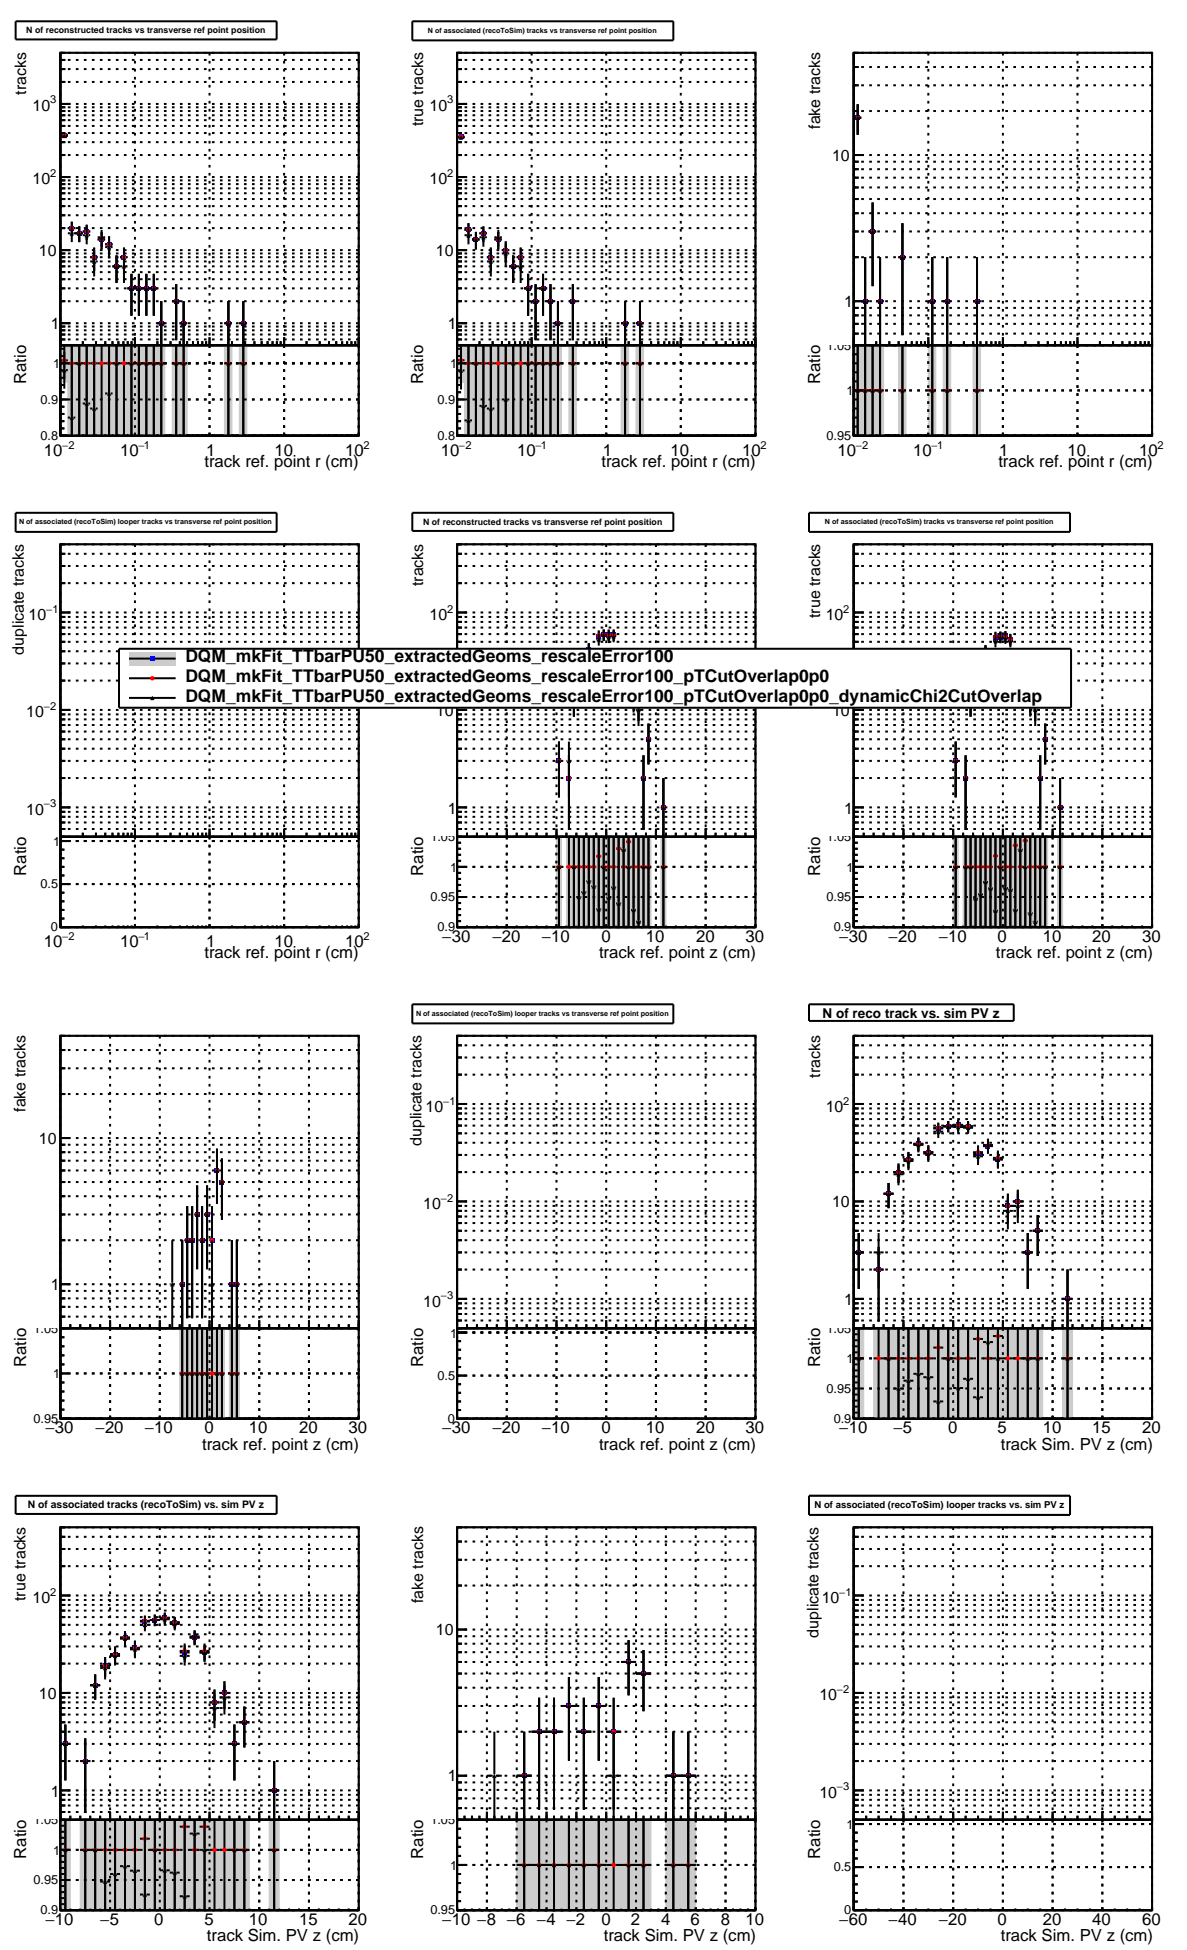 N of reconstructed tracks vs transverse ref point position
tracks
10³
10²
10
1
Ratio
1
0.9
0.8
10⁻² 10⁻¹ 1 10 10²
track ref. point r (cm)
N of associated (recoToSim) tracks vs transverse ref point position
true tracks
10³
10²
10
1
Ratio
1
0.9
0.8
10⁻² 10⁻¹ 1 10 10²
track ref. point r (cm)
fake tracks
10
1
Ratio
1.05
1
0.95
10⁻² 10⁻¹ 1 10 10²
track ref. point r (cm)
N of associated (recoToSim) looper tracks vs transverse ref point position
duplicate tracks
10⁻¹
10⁻²
10⁻³
Ratio
1
0.5
0
10⁻² 10⁻¹ 1 10 10²
track ref. point r (cm)
N of reconstructed tracks vs transverse ref point position
tracks
10²
10
1
Ratio
1.05
1
0.95
0.9
−30 −20 −10 0 10 20 30
track ref. point z (cm)
N of associated (recoToSim) tracks vs transverse ref point position
true tracks
10²
10
1
Ratio
1.05
1
0.95
0.9
−30 −20 −10 0 10 20 30
track ref. point z (cm)
DQM_mkFit_TTbarPU50_extractedGeoms_rescaleError100
DQM_mkFit_TTbarPU50_extractedGeoms_rescaleError100_pTCutOverlap0p0
DQM_mkFit_TTbarPU50_extractedGeoms_rescaleError100_pTCutOverlap0p0_dynamicChi2CutOverlap
fake tracks
10
1
Ratio
1.05
1
0.95
−30 −20 −10 0 10 20 30
track ref. point z (cm)
N of associated (recoToSim) looper tracks vs transverse ref point position
duplicate tracks
10⁻¹
10⁻²
10⁻³
Ratio
1
0.5
0
−30 −20 −10 0 10 20 30
track ref. point z (cm)
N of reco track vs. sim PV z
tracks
10²
10
1
Ratio
1.05
1
0.95
0.9
−10 −5 0 5 10 15 20
track Sim. PV z (cm)
N of associated tracks (recoToSim) vs. sim PV z
true tracks
10²
10
1
Ratio
1.05
1
0.95
0.9
−10 −5 0 5 10 15 20
track Sim. PV z (cm)
fake tracks
10
1
Ratio
1
0.95
−10 −8 −6 −4 −2 0 2 4 6 8 10
track Sim. PV z (cm)
N of associated (recoToSim) looper tracks vs. sim PV z
duplicate tracks
10⁻¹
10⁻²
10⁻³
Ratio
1
0.5
0
−60 −40 −20 0 20 40 60
track Sim. PV z (cm)